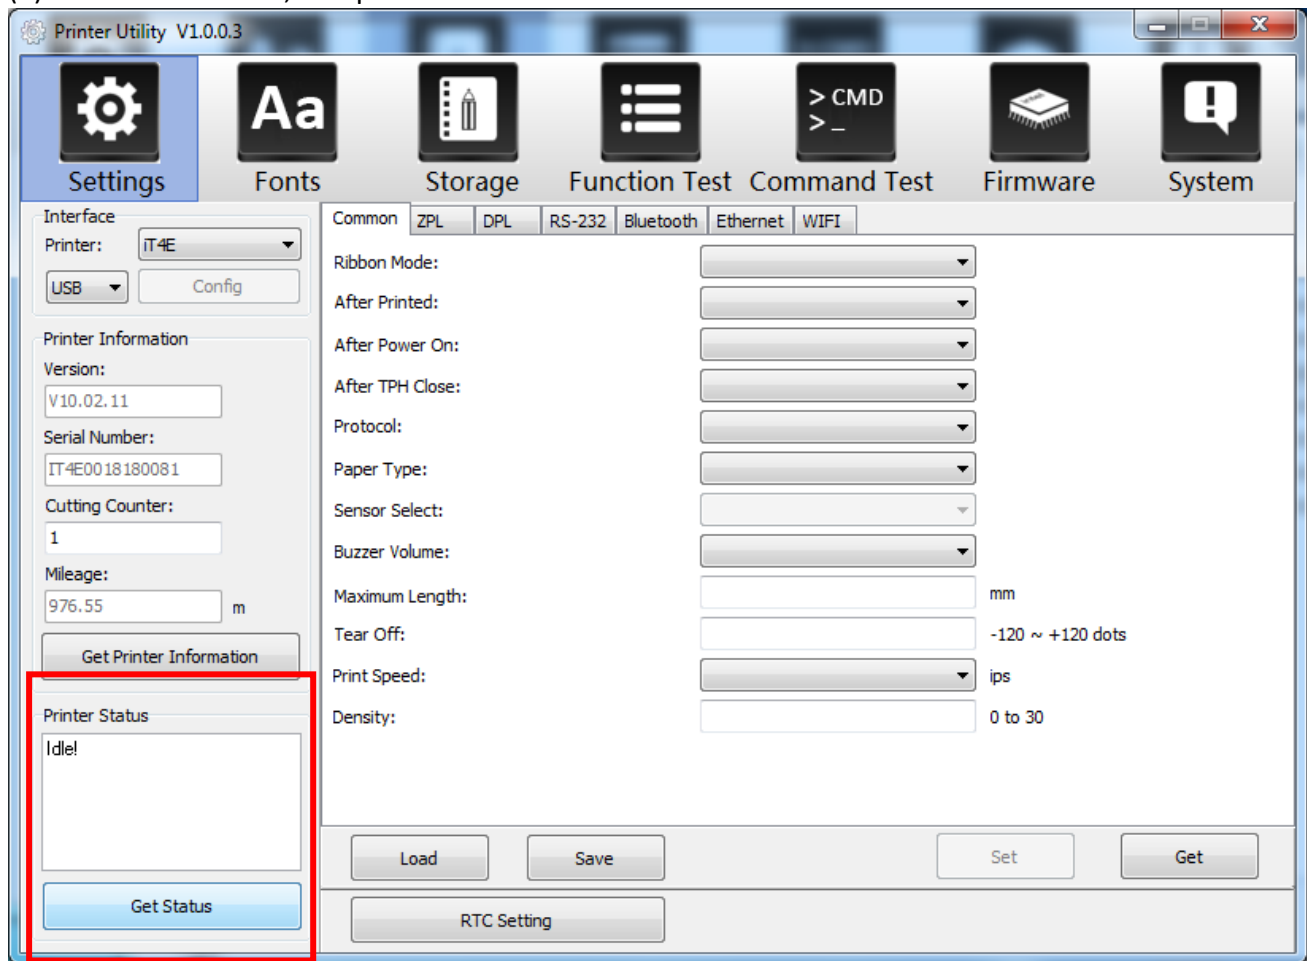 Printer Utility V1.0.0.3
Aa
> CMD
> _
Settings
Fonts
Storage
Function Test
Command Test
Firmware
System
Interface
Printer:
iT4E
USB
Config
Printer Information
Version:
V10.02.11
Serial Number:
IT4E0018180081
Cutting Counter:
1
Mileage:
976.55 m
Get Printer Information
Printer Status
Idle!
Get Status
Common ZPL DPL RS-232 Bluetooth Ethernet WIFI
Ribbon Mode:
After Printed:
After Power On:
After TPH Close:
Protocol:
Paper Type:
Sensor Select:
Buzzer Volume:
Maximum Length: mm
Tear Off: -120 ~ +120 dots
Print Speed: ips
Density: 0 to 30
Load
Save
Set
Get
RTC Setting